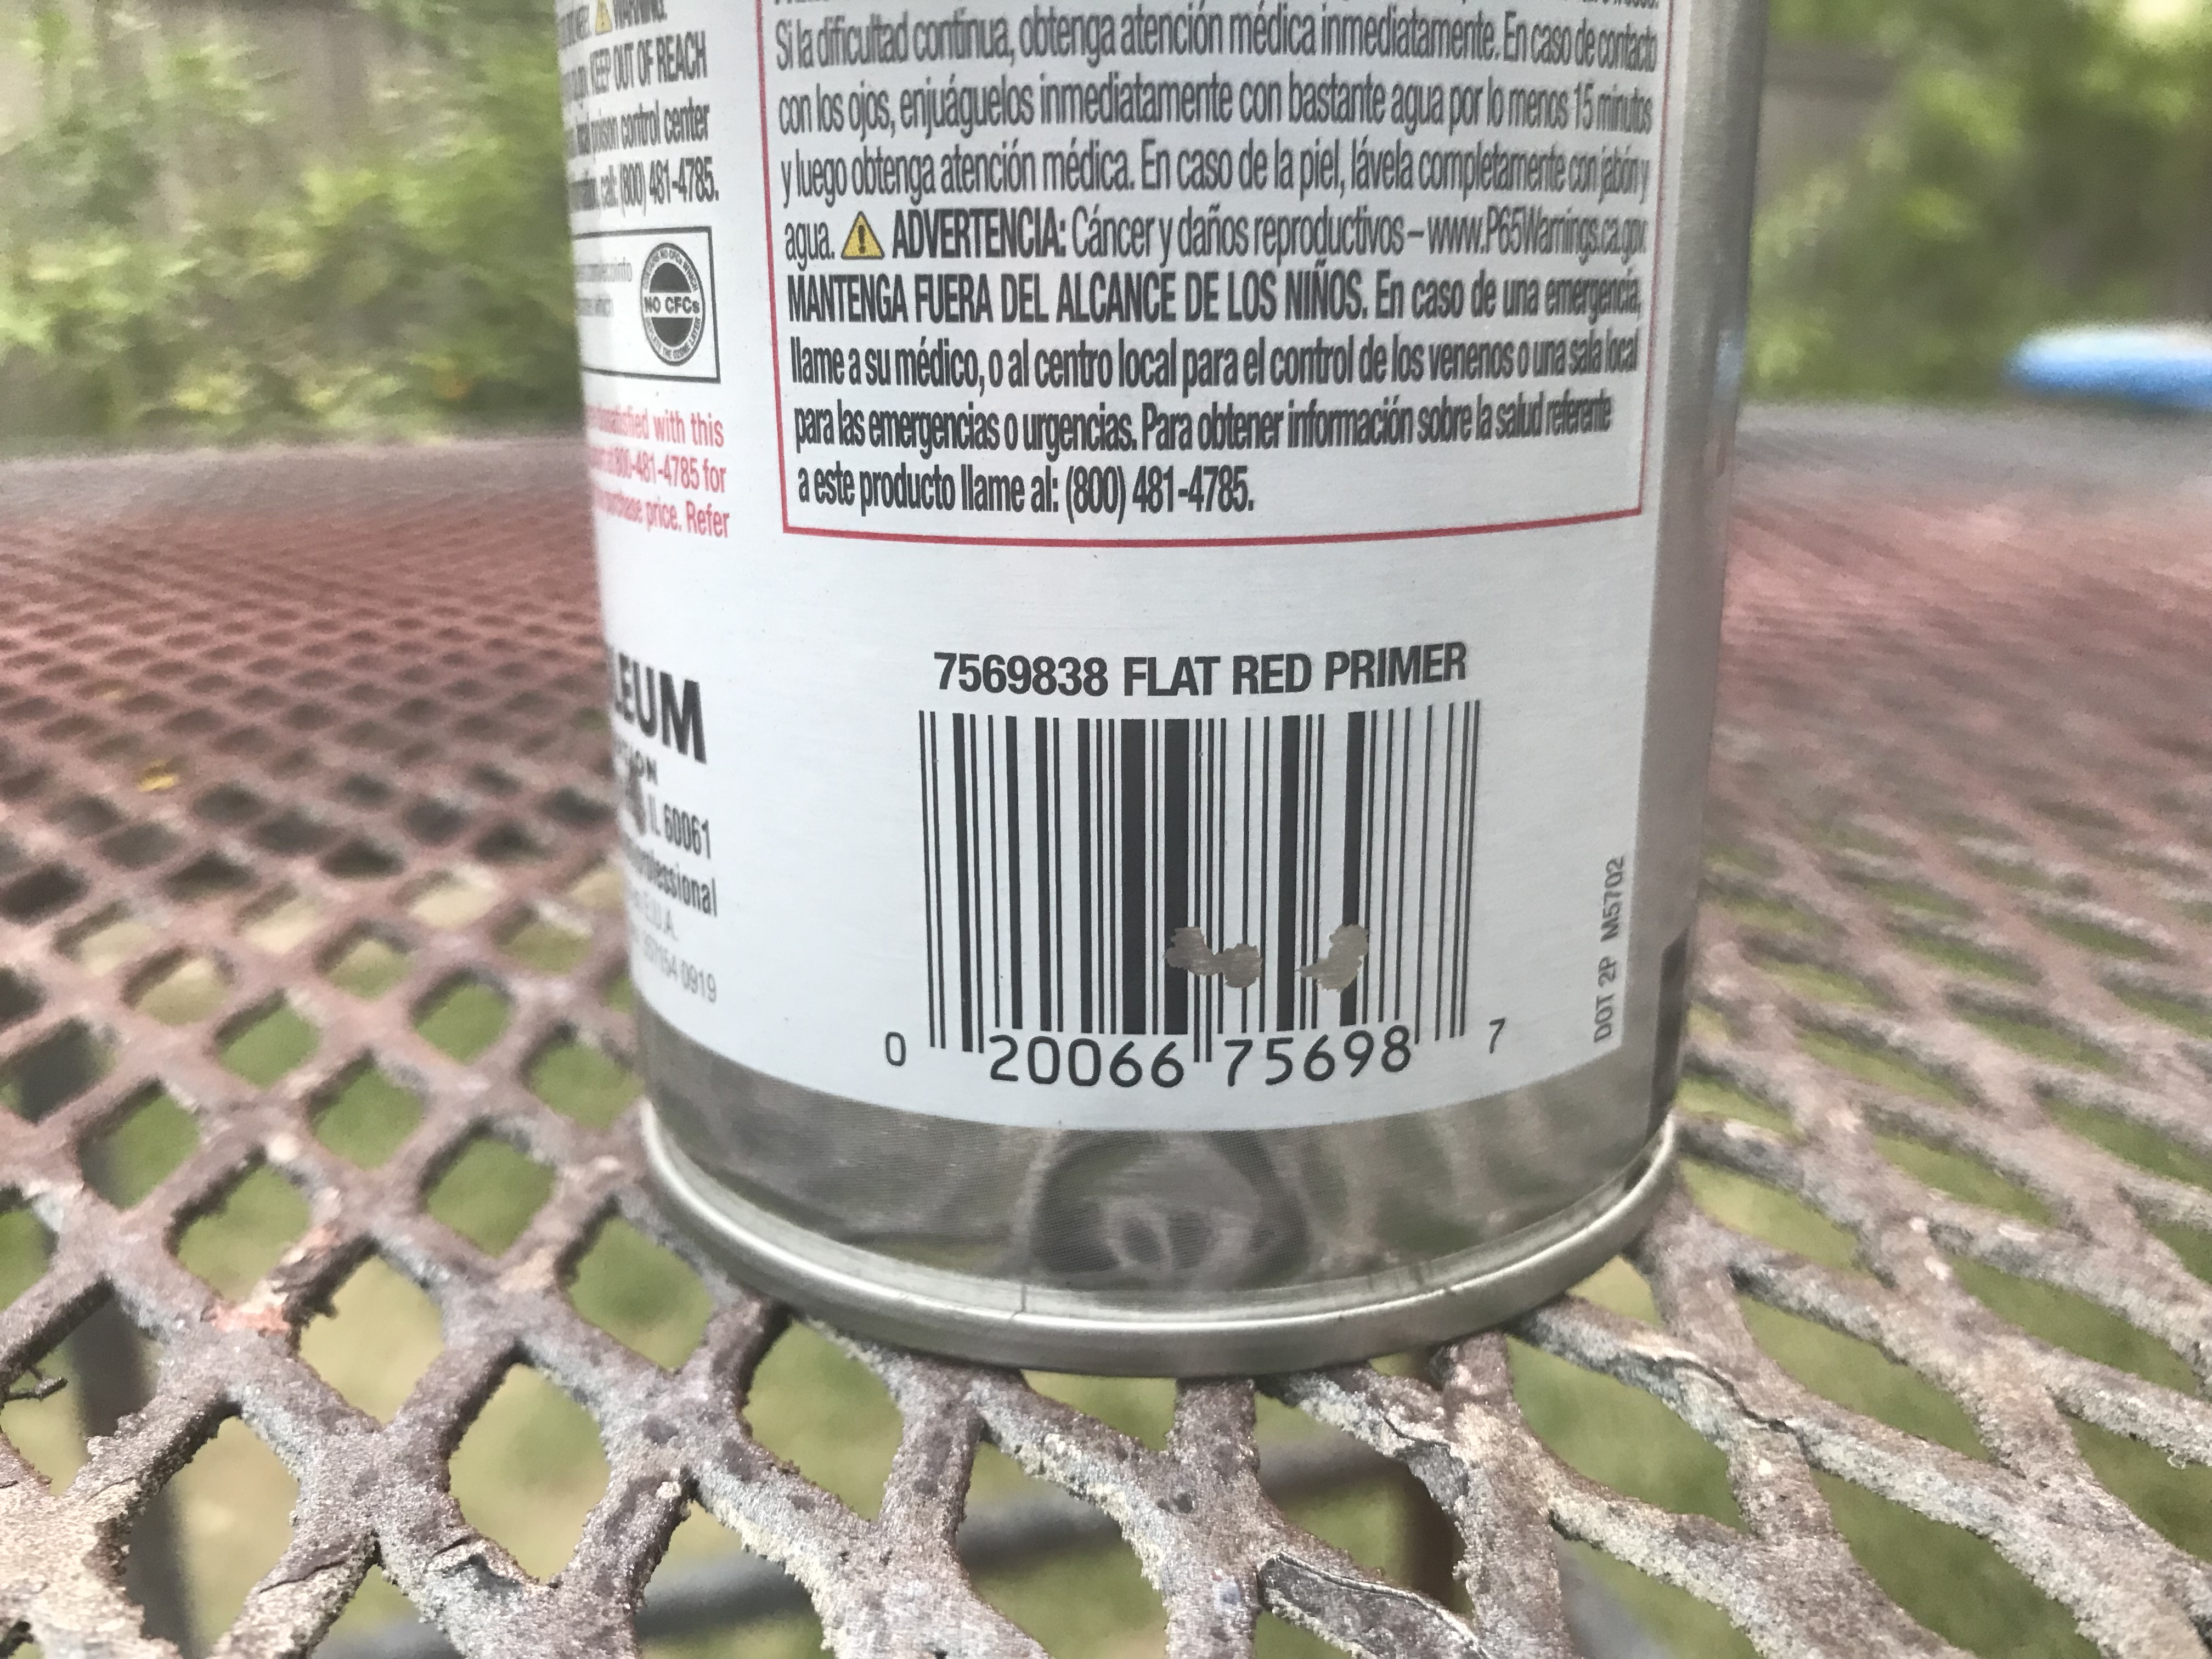 WARNING:
KEEP OUT OF REACH
poison control center
call: (800) 481-4785.
NO CFCs
with this
800-481-4785 for
purchase price. Refer
IL 60061
0919
Si la dificultad continua, obtenga atención médica inmediatamente. En caso de contacto
con los ojos, enjuáguelos inmediatamente con bastante agua por lo menos 15 minutos
y luego obtenga atención médica. En caso de la piel, lávela completamente con jabón y
agua. ⚠ ADVERTENCIA: Cáncer y daños reproductivos – www.P65Warnings.ca.gov.
MANTENGA FUERA DEL ALCANCE DE LOS NIÑOS. En caso de una emergencia,
llame a su médico, o al centro local para el control de los venenos o una sala local
para las emergencias o urgencias. Para obtener información sobre la salud referente
a este producto llame al: (800) 481-4785.
7569838 FLAT RED PRIMER
0 20066 75698 7
DOT 2P M5702